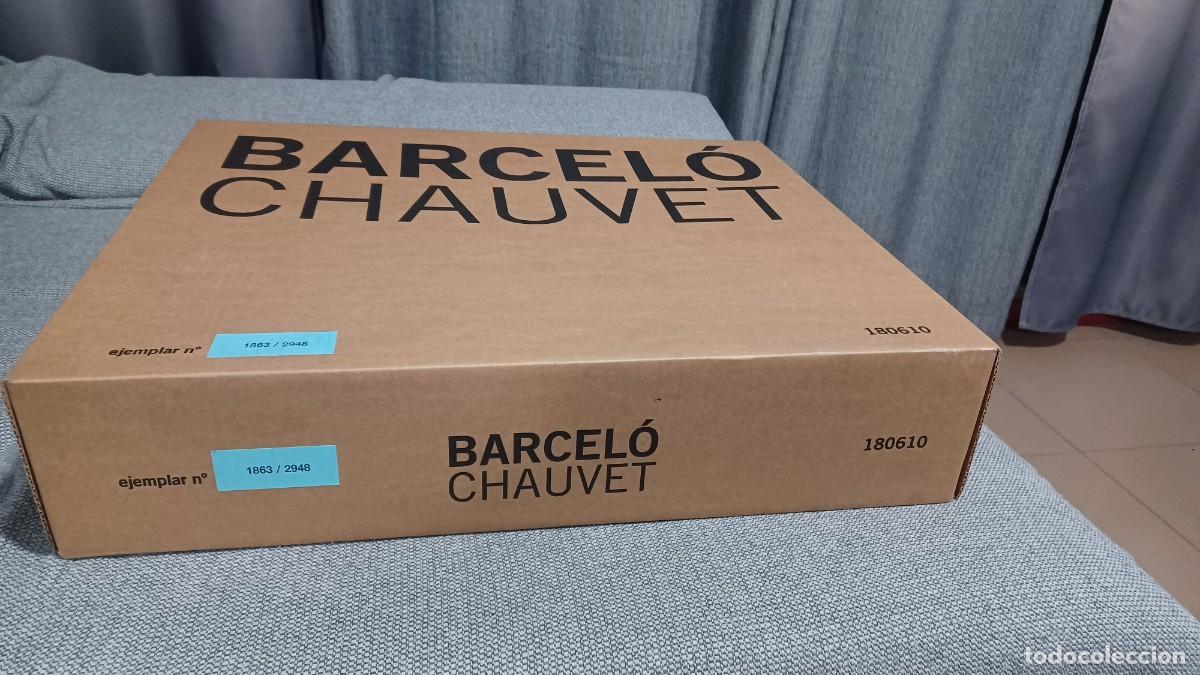 BARCELÓ
CHAUVET
ejemplar nº 1863 / 2948
180610
ejemplar nº 1863 / 2948
BARCELÓ
CHAUVET
180610
todocoleccion